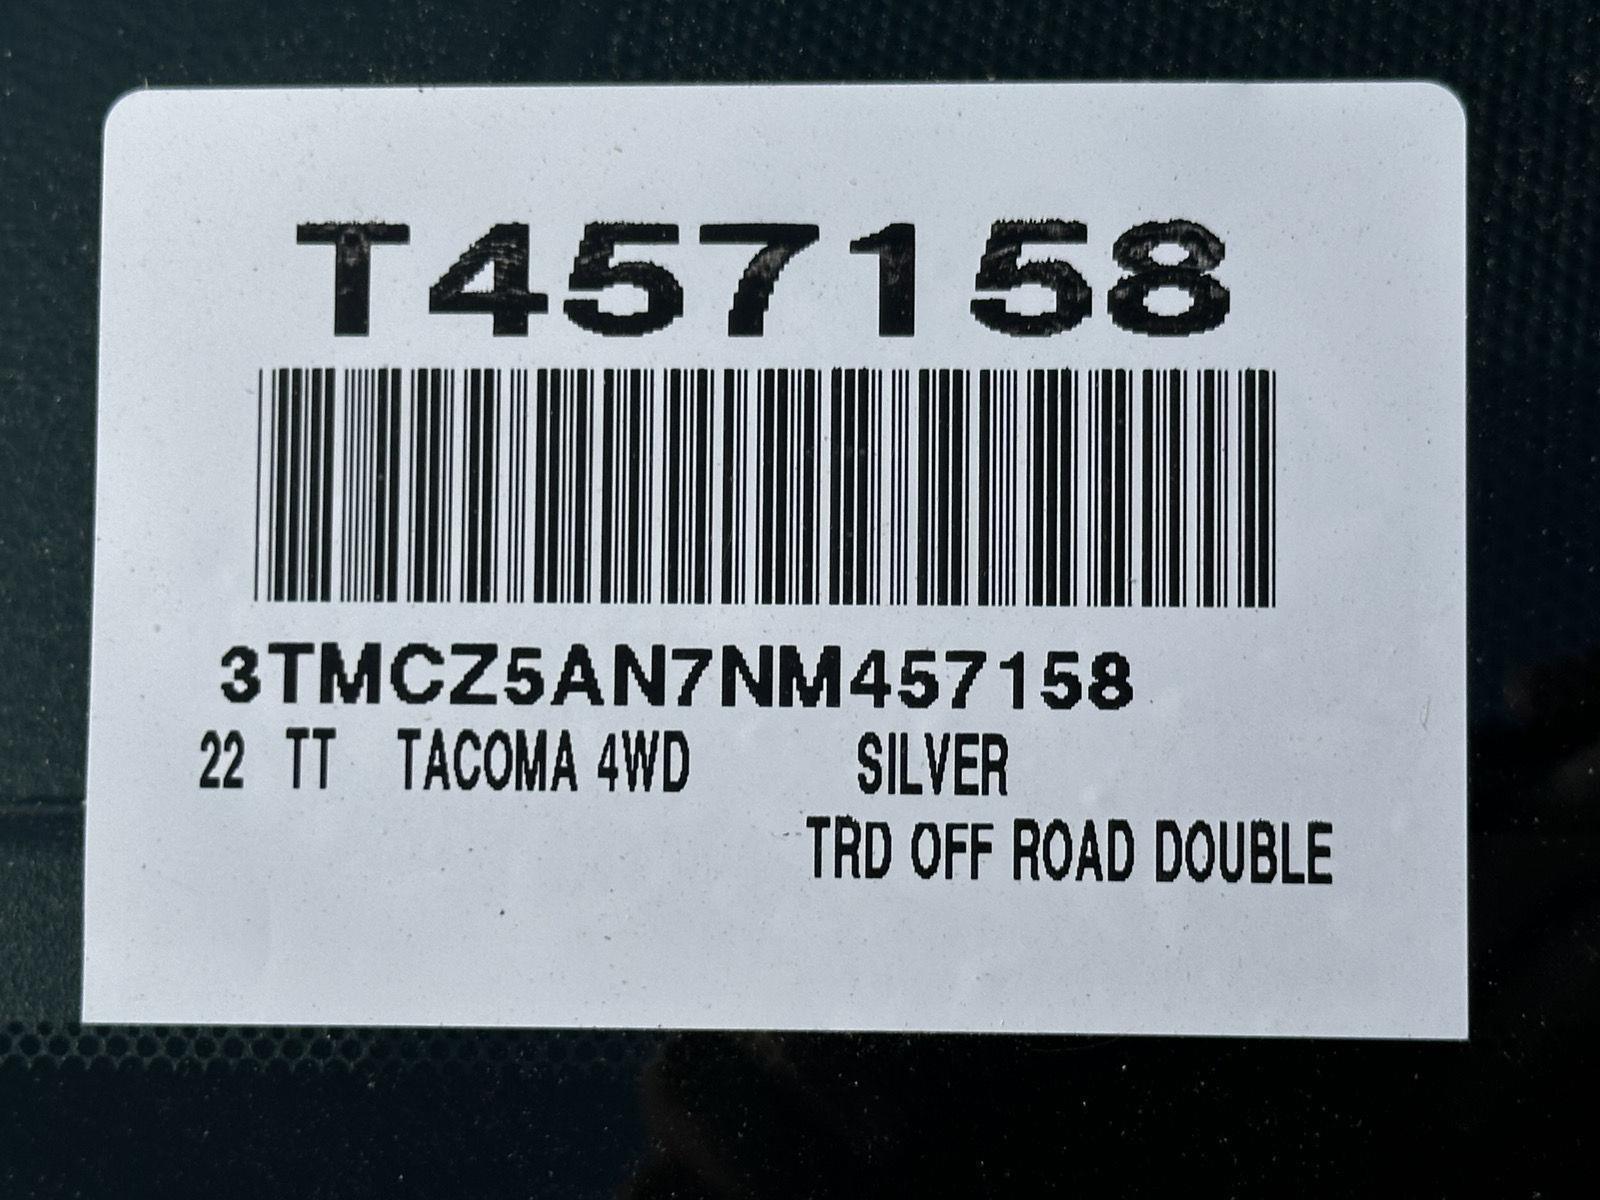 T457158
3TMCZ5AN7NM457158
22 TT TACOMA 4WD SILVER
TRD OFF ROAD DOUBLE